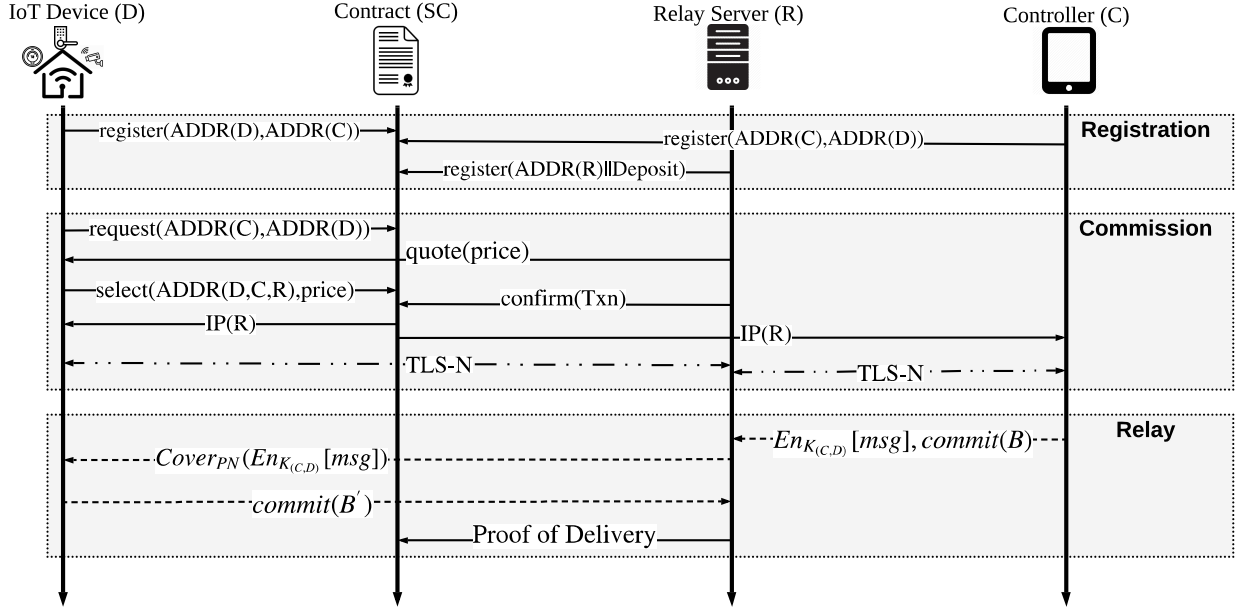 IoT Device (D)
Contract (SC)
Relay Server (R)
Controller (C)
Registration
register(ADDR(D),ADDR(C))
register(ADDR(C),ADDR(D))
register(ADDR(R)||Deposit)
Commission
request(ADDR(C),ADDR(D))
quote(price)
select(ADDR(D,C,R),price)
confirm(Txn)
IP(R)
IP(R)
TLS-N
TLS-N
Relay
En_{K_{(C,D)}}[msg], commit(B)
Cover_{PN}(En_{K_{(C,D)}}[msg])
commit(B′)
Proof of Delivery